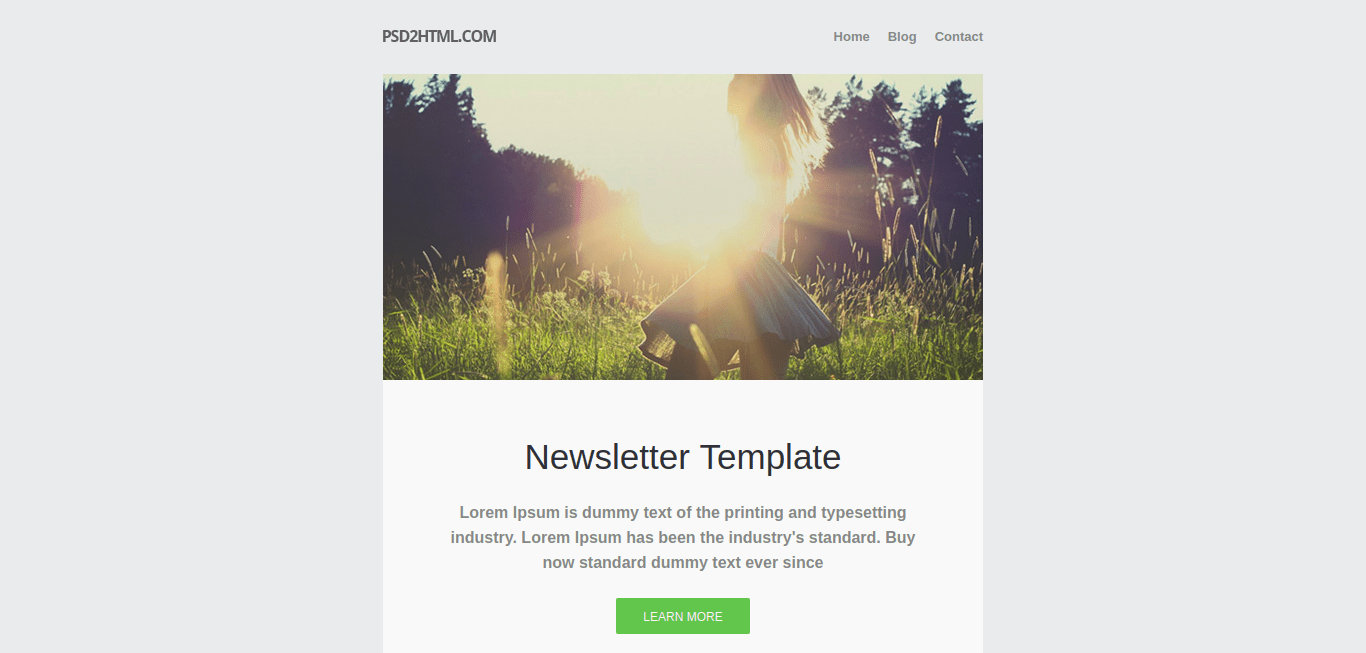 PSD2HTML.COM
Home Blog Contact
Newsletter Template
Lorem Ipsum is dummy text of the printing and typesetting
industry. Lorem Ipsum has been the industry's standard. Buy
now standard dummy text ever since
LEARN MORE